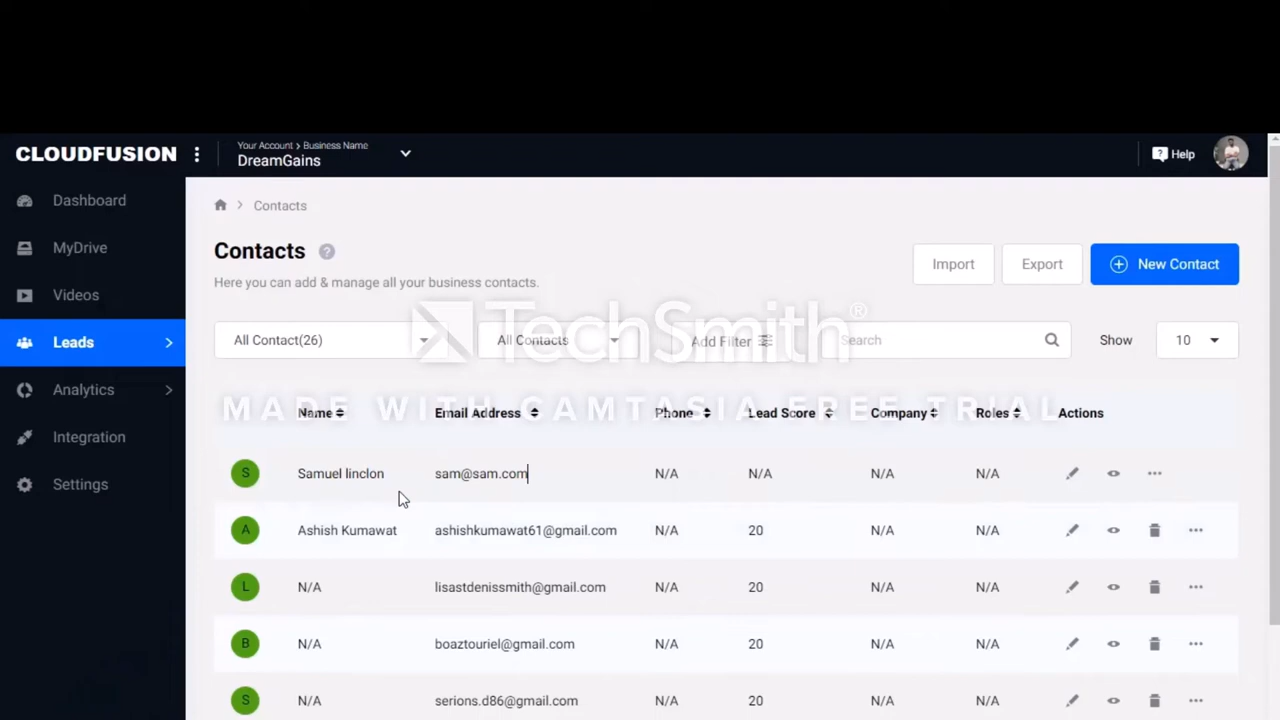 CLOUDFUSION
Your Account > Business Name
DreamGains
Help
Dashboard
MyDrive
Videos
Leads
Analytics
Integration
Settings
Contacts
Contacts
Here you can add & manage all your business contacts.
Import Export New Contact
All Contact(26) All Contacts Add Filter Search Show 10
TechSmith®
MADE WITH CAMTASIA FREE TRIAL
Name Email Address Phone Lead Score Company Roles Actions
S Samuel linclon sam@sam.com N/A N/A N/A N/A
A Ashish Kumawat ashishkumawat61@gmail.com N/A 20 N/A N/A
L N/A lisastdenissmith@gmail.com N/A 20 N/A N/A
B N/A boaztouriel@gmail.com N/A 20 N/A N/A
S N/A serions.d86@gmail.com N/A 20 N/A N/A